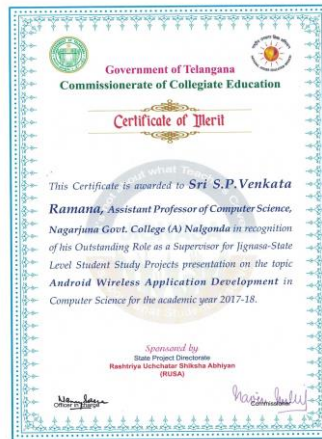 Government of Telangana
Commissionerate of Collegiate Education
Certificate of Merit
This Certificate is awarded to Sri S.P.Venkata
Ramana, Assistant Professor of Computer Science,
Nagarjuna Govt. College (A) Nalgonda in recognition
of his Outstanding Role as a Supervisor for Jignasa-State
Level Student Study Projects presentation on the topic
Android Wireless Application Development in
Computer Science for the academic year 2017-18.
Sponsored by
State Project Directorate
Rashtriya Uchchatar Shiksha Abhiyan
(RUSA)
Officer in charge
Commissioner